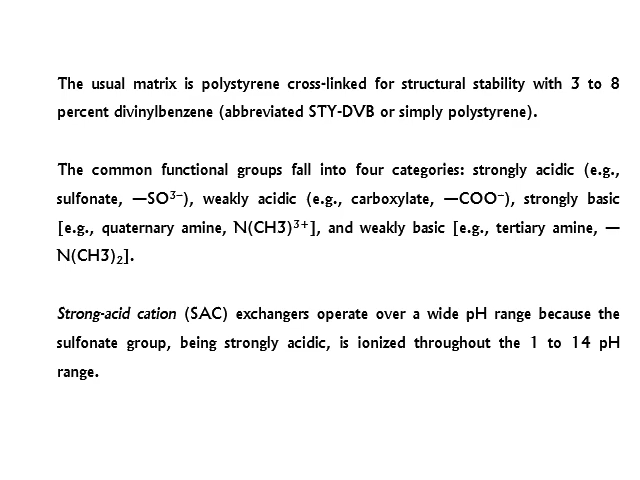 The usual matrix is polystyrene cross-linked for structural stability with 3 to 8
percent divinylbenzene (abbreviated STY-DVB or simply polystyrene).
The common functional groups fall into four categories: strongly acidic (e.g.,
sulfonate, —SO³⁻), weakly acidic (e.g., carboxylate, —COO⁻), strongly basic
[e.g., quaternary amine, N(CH3)³⁺], and weakly basic [e.g., tertiary amine, —
N(CH3)₂].
Strong-acid cation (SAC) exchangers operate over a wide pH range because the
sulfonate group, being strongly acidic, is ionized throughout the 1 to 14 pH
range.